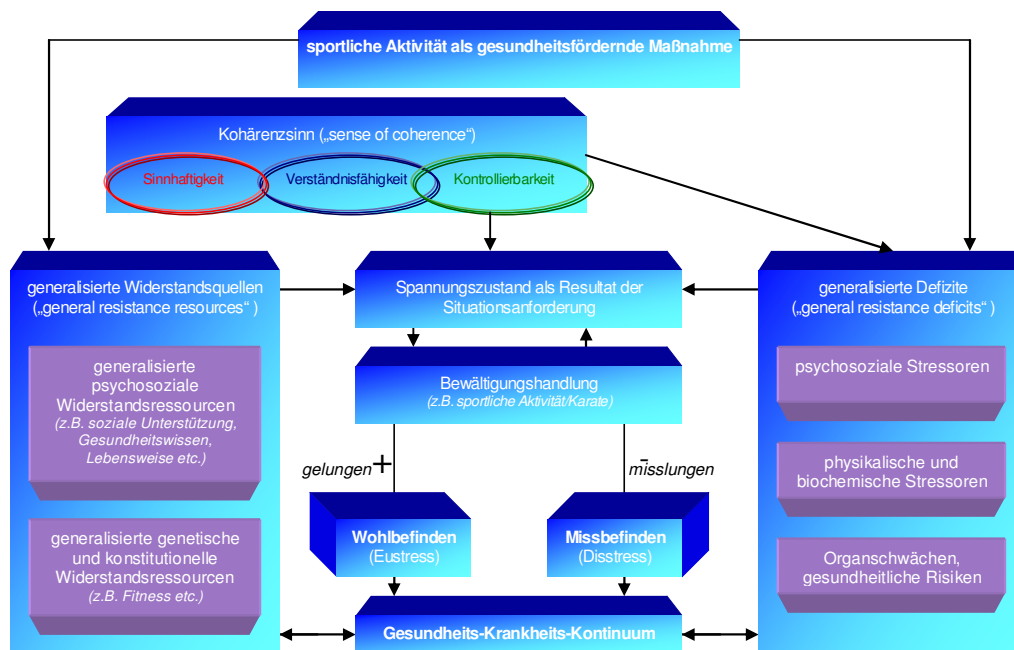 sportliche Aktivität als gesundheitsfördernde Maßnahme
Kohärenzsinn („sense of coherence“)
Sinnhaftigkeit
Verständnisfähigkeit
Kontrollierbarkeit
generalisierte Widerstandsquellen
(„general resistance resources“ )
generalisierte
psychosoziale
Widerstandsressourcen
(z.B. soziale Unterstützung,
Gesundheitswissen,
Lebensweise etc.)
generalisierte genetische
und konstitutionelle
Widerstandsressourcen
(z.B. Fitness etc.)
Spannungszustand als Resultat der
Situationsanforderung
Bewältigungshandlung
(z.B. sportliche Aktivität/Karate)
gelungen +
-
misslungen
Wohlbefinden
(Eustress)
Missbefinden
(Disstress)
Gesundheits-Krankheits-Kontinuum
generalisierte Defizite
(„general resistance deficits“ )
psychosoziale Stressoren
physikalische und
biochemische Stressoren
Organschwächen,
gesundheitliche Risiken